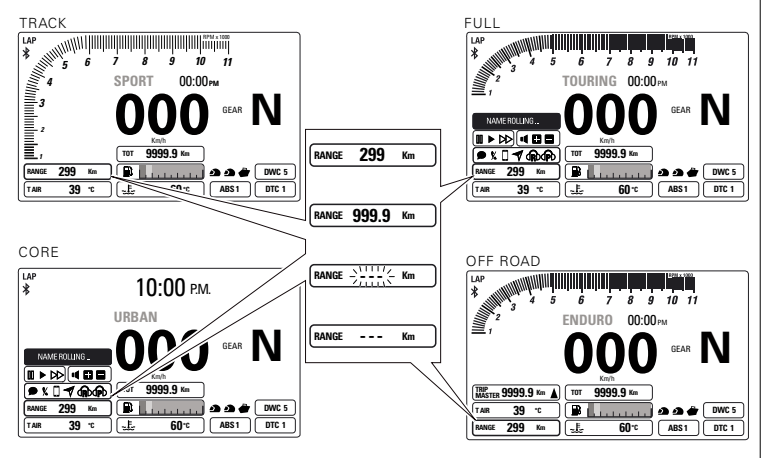 TRACK
LAP
RPM x 1000
1 2 3 4 5 6 7 8 9 10 11
SPORT 00:00 PM
000 GEAR N
Km/h
TOT 9999.9 Km
RANGE 299 Km DWC 5
T AIR 39 °C 60 °C ABS 1 DTC 1
FULL
LAP
RPM x 1000
1 2 3 4 5 6 7 8 9 10 11
TOURING 00:00 PM
000 GEAR N
NAME ROLLING ..
Km/h
TOT 9999.9 Km
RANGE 299 Km DWC 5
T AIR 39 °C 60 °C ABS 1 DTC 1
RANGE 299 Km
RANGE 999.9 Km
RANGE - - - Km
RANGE - - - Km
CORE
LAP
10:00 P.M.
URBAN
000 GEAR N
NAME ROLLING ..
Km/h
TOT 9999.9 Km
RANGE 299 Km DWC 5
T AIR 39 °C 60 °C ABS 1 DTC 1
OFF ROAD
LAP
RPM x 1000
1 2 3 4 5 6 7 8 9 10 11
ENDURO 00:00 PM
000 GEAR N
Km/h
TRIP MASTER 9999.9 Km TOT 9999.9 Km
T AIR 39 °C DWC 5
RANGE 299 Km 60 °C ABS 1 DTC 1